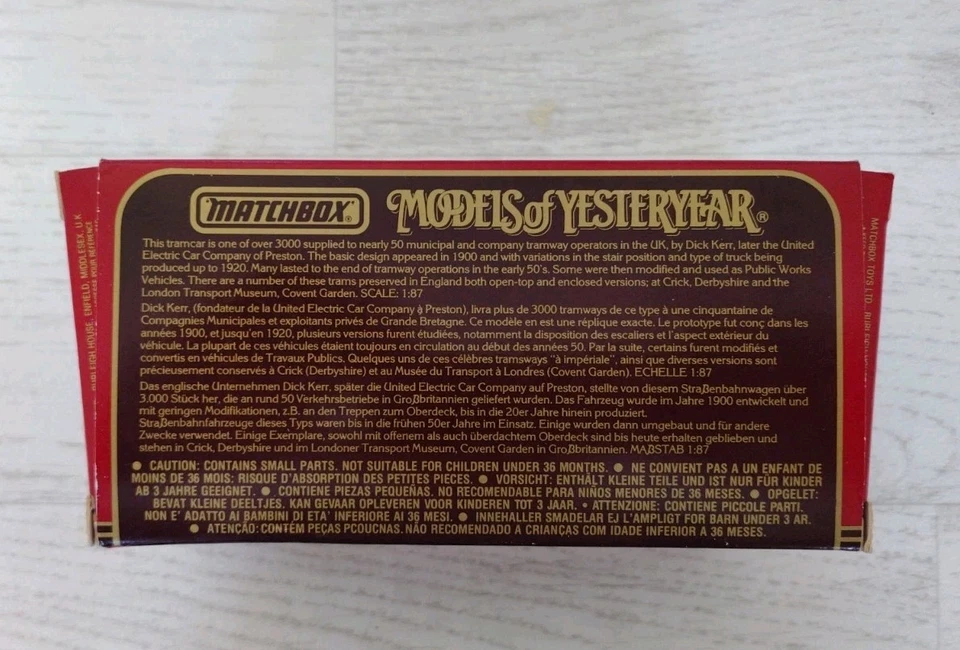 MATCHBOX® MODELS of YESTERYEAR®
This tramcar is one of over 3000 supplied to nearly 50 municipal and company tramway operators in the UK, by Dick Kerr, later the United
Electric Car Company of Preston. The basic design appeared in 1900 and with variations in the stair position and type of truck being
produced up to 1920. Many lasted to the end of tramway operations in the early 50's. Some were then modified and used as Public Works
Vehicles. There are a number of these trams preserved in England both open-top and enclosed versions; at Crick, Derbyshire and the
London Transport Museum, Covent Garden. SCALE: 1:87
Dick Kerr, (fondateur de la United Electric Car Company à Preston), livra plus de 3000 tramways de ce type à une cinquantaine de
Compagnies Municipales et exploitants privés de Grande Bretagne. Ce modèle en est une réplique exacte. Le prototype fut conç dans les
années 1900, et jusqu'en 1920, plusieurs versions furent étudiées, notamment la disposition des escaliers et l'aspect extérieur du
véhicule. La plupart de ces véhicules étaient toujours en circulation au début des années 50. Par la suite, certains furent modifiés et
convertis en véhicules de Travaux Publics. Quelques uns de ces célèbres tramsways "à impériale", ainsi que diverses versions sont
précieusement conservés à Crick (Derbyshire) et au Musée du Transport à Londres (Covent Garden). ECHELLE 1:87
Das englische Unternehmen Dick Kerr, später die United Electric Car Company auf Preston, stellte von diesem Straßenbahnwagen über
3.000 Stück her, die an rund 50 Verkehrsbetriebe in Großbritannien geliefert wurden. Das Fahrzeug wurde im Jahre 1900 entwickelt und
mit geringen Modifikationen, z.B. an den Treppen zum Oberdeck, bis in die 20er Jahre hinein produziert.
Straßenbahnfahrzeuge dieses Typs waren bis in die frühen 50er Jahre im Einsatz. Einige wurden dann umgebaut und für andere
Zwecke verwendet. Einige Exemplare, sowohl mit offenem als auch überdachtem Oberdeck sind bis heute erhalten geblieben und
stehen in Crick, Derbyshire und im Londoner Transport Museum, Covent Garden in Großbritannien. MAßSTAB 1:87
● CAUTION: CONTAINS SMALL PARTS. NOT SUITABLE FOR CHILDREN UNDER 36 MONTHS. ● NE CONVIENT PAS A UN ENFANT DE
MOINS DE 36 MOIS: RISQUE D'ABSORPTION DES PETITES PIECES. ● VORSICHT: ENTHÄLT KLEINE TEILE UND IST NUR FÜR KINDER
AB 3 JAHRE GEEIGNET. ● CONTIENE PIEZAS PEQUEÑAS. NO RECOMENDABLE PARA NIÑOS MENORES DE 36 MESES. ● OPGELET:
BEVAT KLEINE DEELTJES. KAN GEVAAR OPLEVEREN VOOR KINDEREN TOT 3 JAAR. • ATTENZIONE: CONTIENE PICCOLE PARTI.
NON E' ADATTO AI BAMBINI DI ETA' INFERIORE AI 36 MESI. ● INNEHALLER SMADELAR EJ LAMPLIGT FOR BARN UNDER 3 AR.
● ATENÇAO: CONTÉM PEÇAS PCOUCNAS. NÃO RECOMENDADO A CRIANÇAS COM IDADE INFERIOR A 36 MESES.
BURLEIGH HOUSE, ENFIELD, MIDDLESEX, U.K.
MATCHBOX TOYS LTD.